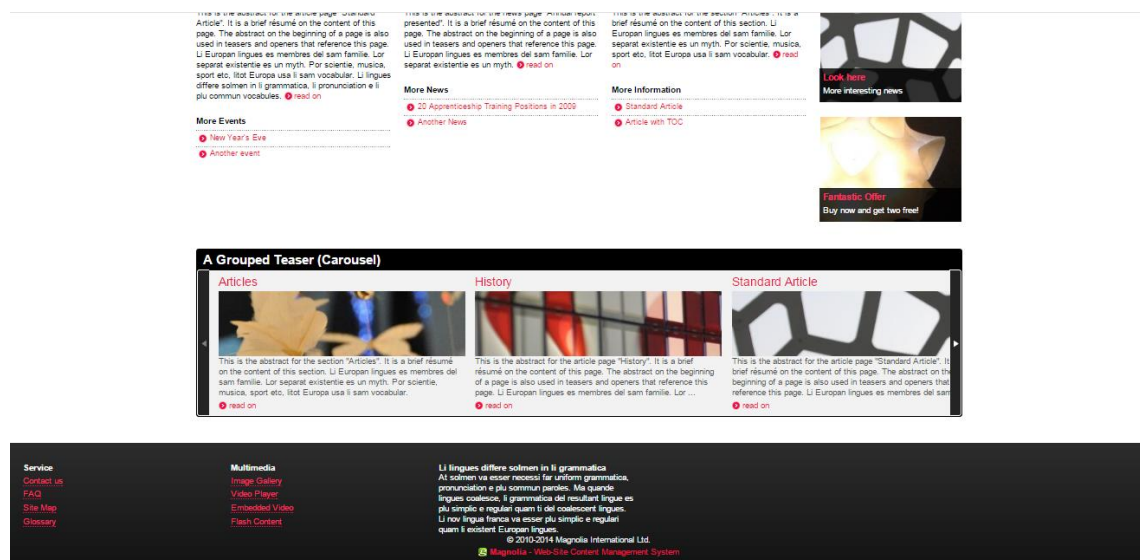 This is the abstract for the article page "Standard
Article". It is a brief résumé on the content of this
page. The abstract on the beginning of a page is also
used in teasers and openers that reference this page.
Li Europan lingues es membres del sam familie. Lor
separat existentie es un myth. Por scientie, musica,
sport etc, litot Europa usa li sam vocabular. Li lingues
differe solmen in li grammatica, li pronunciation e li
plu commun vocabules. read on
More Events
New Year's Eve
Another event
This is the abstract for the news page "Annual report
presented". It is a brief résumé on the content of this
page. The abstract on the beginning of a page is also
used in teasers and openers that reference this page.
Li Europan lingues es membres del sam familie. Lor
separat existentie es un myth. read on
More News
20 Apprenticeship Training Positions in 2009
Another News
This is the abstract for the section "Articles". It is a
brief résumé on the content of this section. Li
Europan lingues es membres del sam familie. Lor
separat existentie es un myth. Por scientie, musica,
sport etc, litot Europa usa li sam vocabular. read
on
More Information
Standard Article
Article with TOC
Look here
More interesting news
Fantastic Offer
Buy now and get two free!
A Grouped Teaser (Carousel)
Articles
This is the abstract for the section "Articles". It is a brief résumé
on the content of this section. Li Europan lingues es membres del
sam familie. Lor separat existentie es un myth. Por scientie,
musica, sport etc, litot Europa usa li sam vocabular.
read on
History
This is the abstract for the article page "History". It is a brief
résumé on the content of this page. The abstract on the beginning
of a page is also used in teasers and openers that reference this
page. Li Europan lingues es membres del sam familie. Lor ...
read on
Standard Article
This is the abstract for the article page "Standard Article". It
brief résumé on the content of this page. The abstract on the
beginning of a page is also used in teasers and openers that
reference this page. Li Europan lingues es membres del sam
read on
Service
Contact us
FAQ
Site Map
Glossary
Multimedia
Image Gallery
Video Player
Embedded Video
Flash Content
Li lingues differe solmen in li grammatica
At solmen va esser necessi far uniform grammatica,
pronunciation e plu sommun paroles. Ma quande
lingues coalesce, li grammatica del resultant lingue es
plu simplic e regulari quam ti del coalescent lingues.
Li nov lingua franca va esser plu simplic e regulari
quam li existent Europan lingues.
© 2010-2014 Magnolia International Ltd.
Magnolia - Web-Site Content Management System